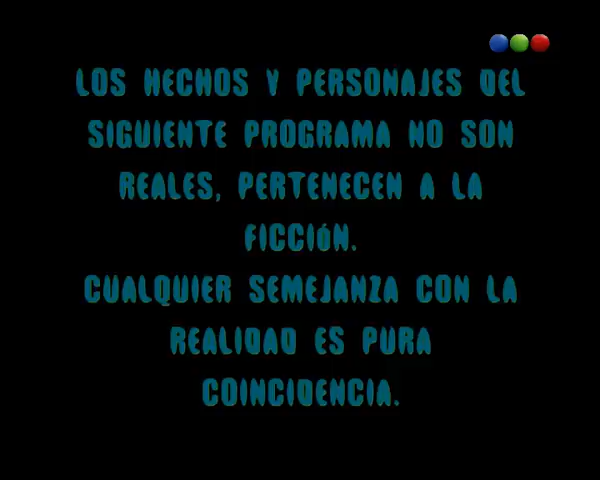 LOS HECHOS Y PERSONAJES DEL
SIGUIENTE PROGRAMA NO SON
REALES, PERTENECEN A LA
FICCIÓN.
CUALQUIER SEMEJANZA CON LA
REALIDAD ES PURA
COINCIDENCIA.